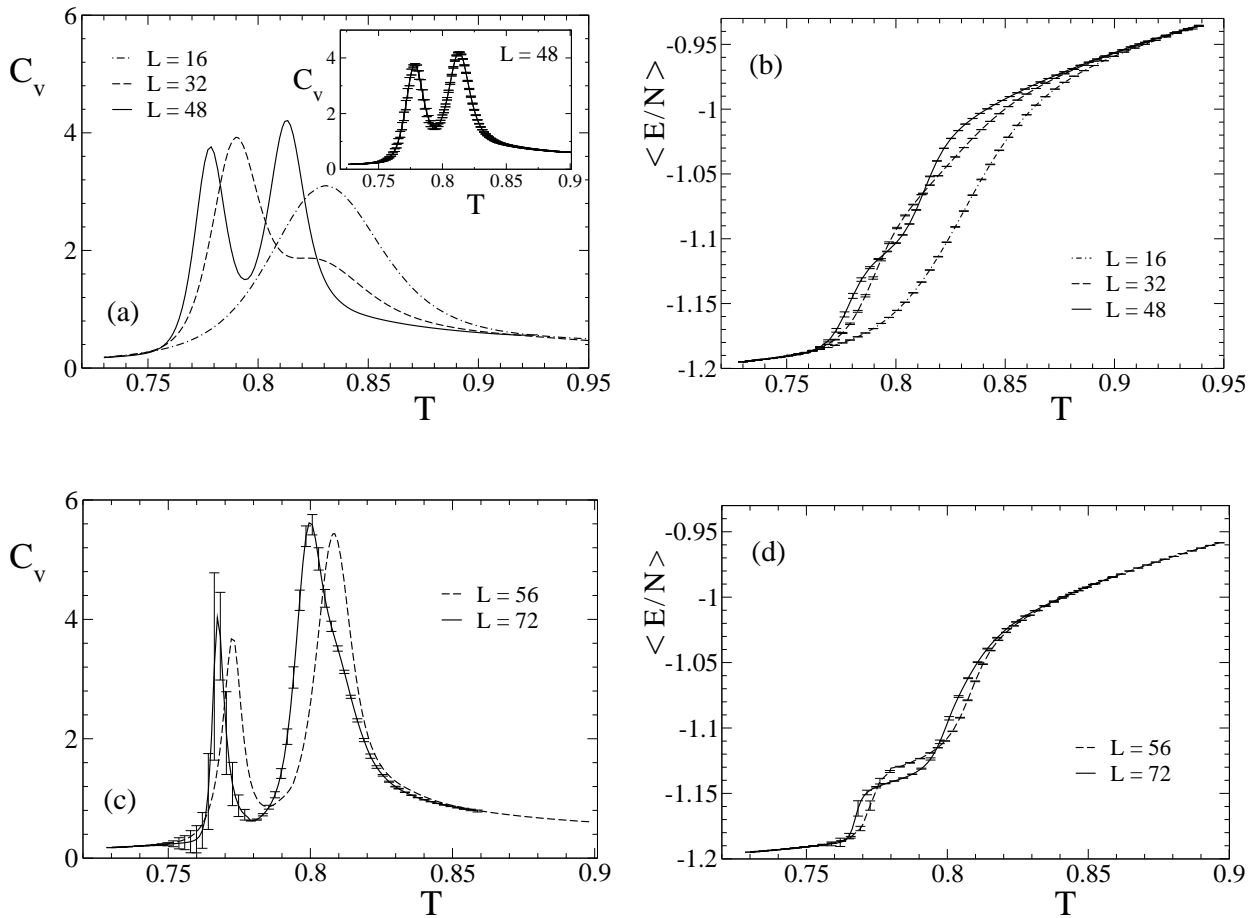 6
4
2
0
C_v
L = 16
L = 32
L = 48
(a)
0.75 0.8 0.85 0.9 0.95
T
4
2
0
C_v
L = 48
0.75 0.8 0.85 0.9
T
-0.95
-1
-1.05
-1.1
-1.15
-1.2
< E/N >
(b)
L = 16
L = 32
L = 48
0.75 0.8 0.85 0.9 0.95
T
6
4
2
0
C_v
L = 56
L = 72
(c)
0.75 0.8 0.85 0.9
T
-0.95
-1
-1.05
-1.1
-1.15
-1.2
< E/N >
(d)
L = 56
L = 72
0.75 0.8 0.85 0.9
T